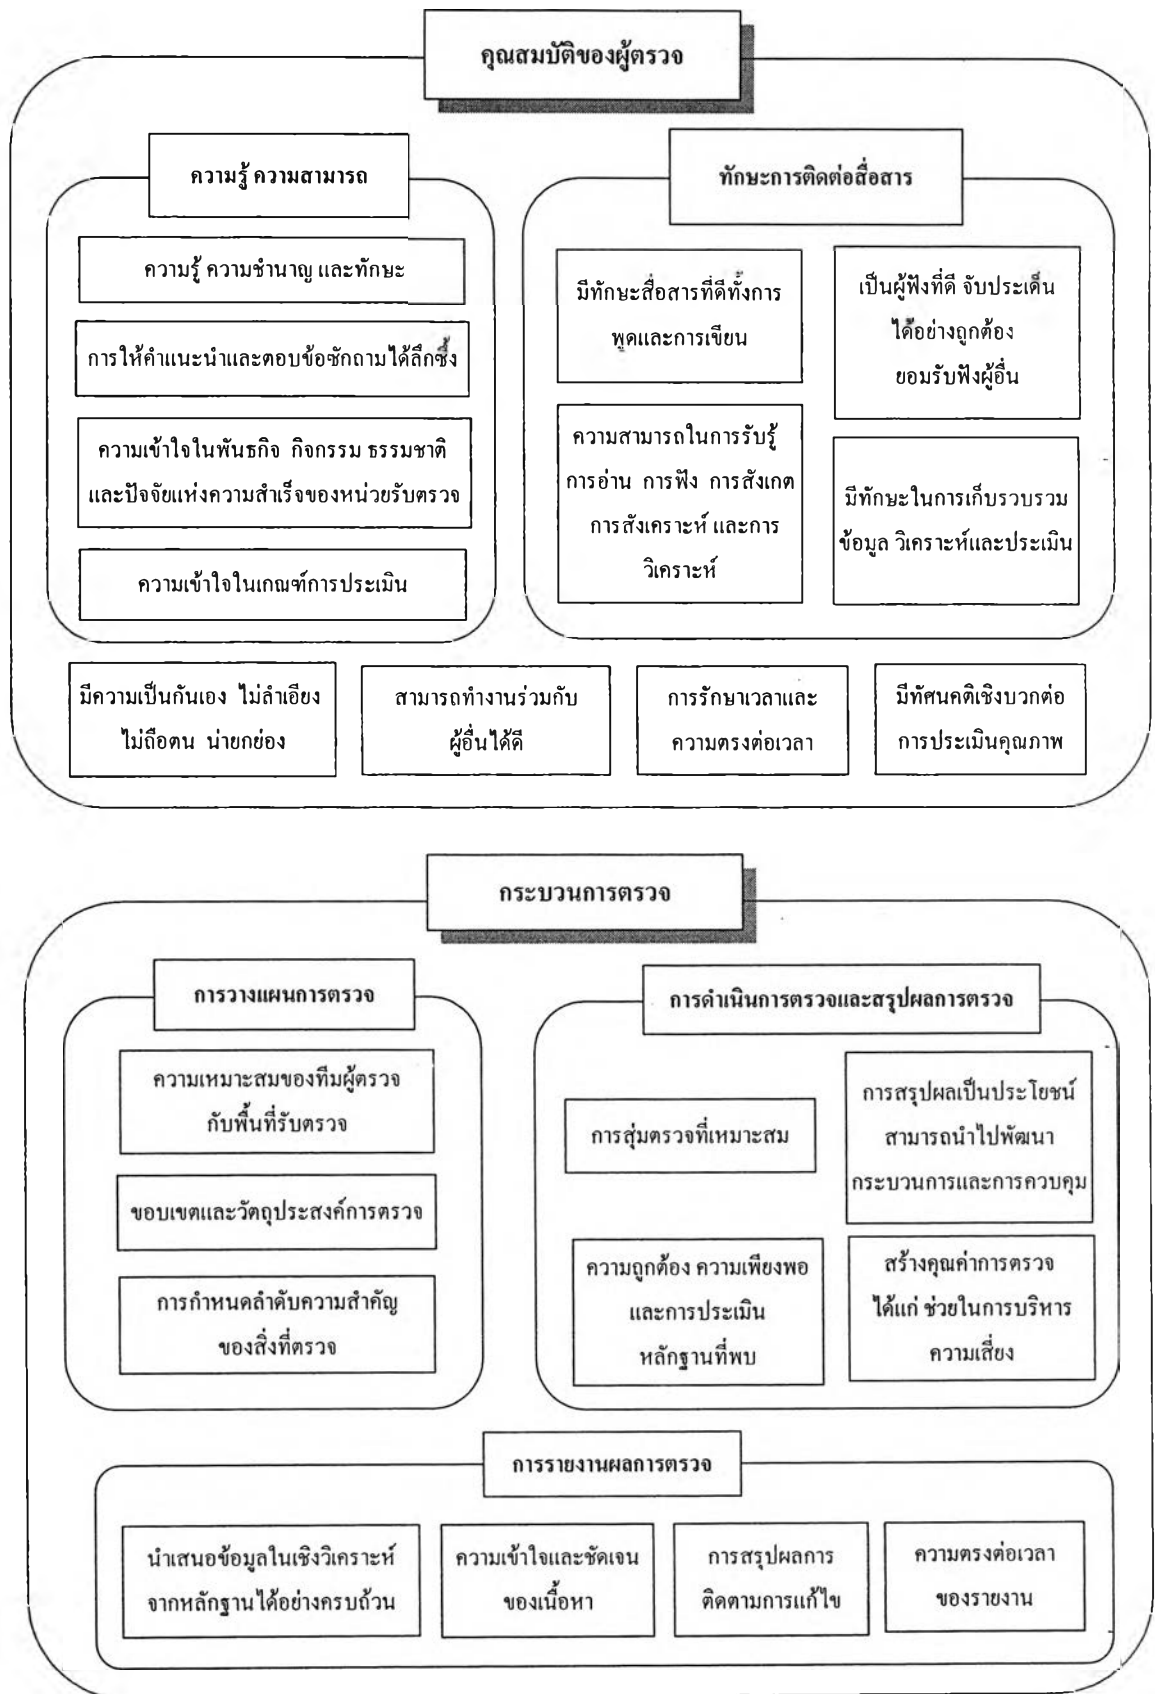 คุณสมบัติของผู้ตรวจ
ความรู้ ความสามารถ
ความรู้ ความชำนาญ และทักษะ
การให้คำแนะนำและตอบข้อซักถามได้ลึกซึ้ง
ความเข้าใจในพันธกิจ กิจกรรม ธรรมชาติ
และปัจจัยแห่งความสำเร็จของหน่วยรับตรวจ
ความเข้าใจในเกณฑ์การประเมิน
ทักษะการติดต่อสื่อสาร
มีทักษะสื่อสารที่ดีทั้งการ
พูดและการเขียน
เป็นผู้ฟังที่ดี จับประเด็น
ได้อย่างถูกต้อง
ยอมรับฟังผู้อื่น
ความสามารถในการรับรู้
การอ่าน การฟัง การสังเกต
การสังเคราะห์ และการ
วิเคราะห์
มีทักษะในการเก็บรวบรวม
ข้อมูล วิเคราะห์และประเมิน
มีความเป็นกันเอง ไม่ลำเอียง
ไม่ถือตน น่ายกย่อง
สามารถทำงานร่วมกับ
ผู้อื่นได้ดี
การรักษาเวลาและ
ความตรงต่อเวลา
มีทัศนคติเชิงบวกต่อ
การประเมินคุณภาพ
กระบวนการตรวจ
การวางแผนการตรวจ
ความเหมาะสมของทีมผู้ตรวจ
กับพื้นที่รับตรวจ
ขอบเขตและวัตถุประสงค์การตรวจ
การกำหนดลำดับความสำคัญ
ของสิ่งที่ตรวจ
การดำเนินการตรวจและสรุปผลการตรวจ
การสุ่มตรวจที่เหมาะสม
การสรุปผลเป็นประโยชน์
สามารถนำไปพัฒนา
กระบวนการและการควบคุม
ความถูกต้อง ความเพียงพอ
และการประเมิน
หลักฐานที่พบ
สร้างคุณค่าการตรวจ
ได้แก่ ช่วยในการบริหาร
ความเสี่ยง
การรายงานผลการตรวจ
นำเสนอข้อมูลในเชิงวิเคราะห์
จากหลักฐานได้อย่างครบถ้วน
ความเข้าใจและชัดเจน
ของเนื้อหา
การสรุปผลการ
ติดตามการแก้ไข
ความตรงต่อเวลา
ของรายงาน